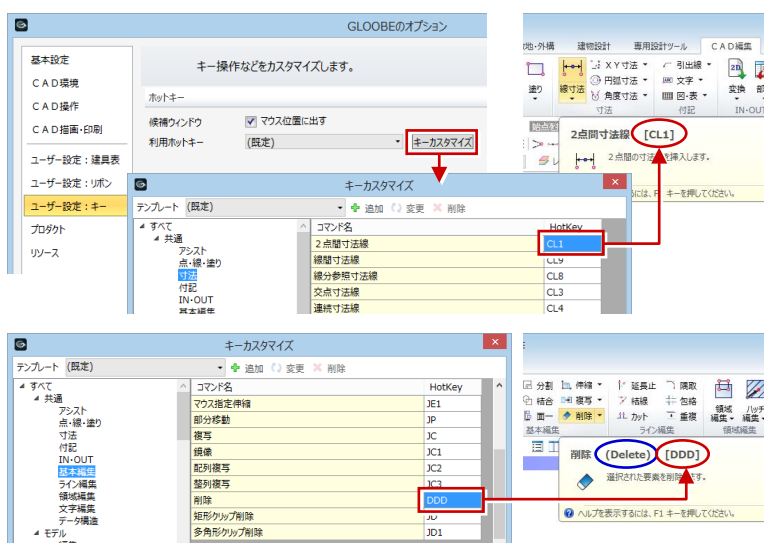 GLOOBEのオプション
基本設定
ＣＡＤ環境
ＣＡＤ操作
ＣＡＤ描画・印刷
ユーザー設定：建具表
ユーザー設定：リボン
ユーザー設定：キー
プロダクト
リソース
キー操作などをカスタマイズします。
ホットキー
候補ウィンドウ
マウス位置に出す
利用ホットキー
(既定)
キーカスタマイズ
キーカスタマイズ
テンプレート (既定) 追加 変更 削除
すべて
共通
アシスト
点・線・塗り
寸法
付記
IN・OUT
基本編集
コマンド名 HotKey
２点間寸法線 CL1
線間寸法線 CL9
線分参照寸法線 CL8
交点寸法線 CL3
連続寸法線 CL4
地・外構 建物設計 専用設計ツール ＣＡＤ編集
塗り
線寸法
ＸＹ寸法
円弧寸法
角度寸法
引出線
文字
図・表
変換
寸法 付記 IN・OUT
2点間寸法線 [CL1]
２点間の寸法を挿入します。
には、F1 キーを押してください。
キーカスタマイズ
テンプレート (既定) 追加 変更 削除
すべて
共通
アシスト
点・線・塗り
寸法
付記
IN・OUT
基本編集
ライン編集
領域編集
文字編集
データ構造
モデル
コマンド名 HotKey
マウス指定伸縮 JE1
部分移動 JP
複写 JC
鏡像 JC1
配列複写 JC2
整列複写 JC3
削除 DDD
矩形クリップ削除 JD
多角形クリップ削除 JD1
分割 伸縮 延長止 隅取
結合 複写 結線 包絡
面一 削除 カット 重複
領域編集
ハッチ編集
基本編集 ライン編集 領域編集
削除 (Delete) [DDD]
選択された要素を削除します。
ヘルプを表示するには、F1 キーを押してください。